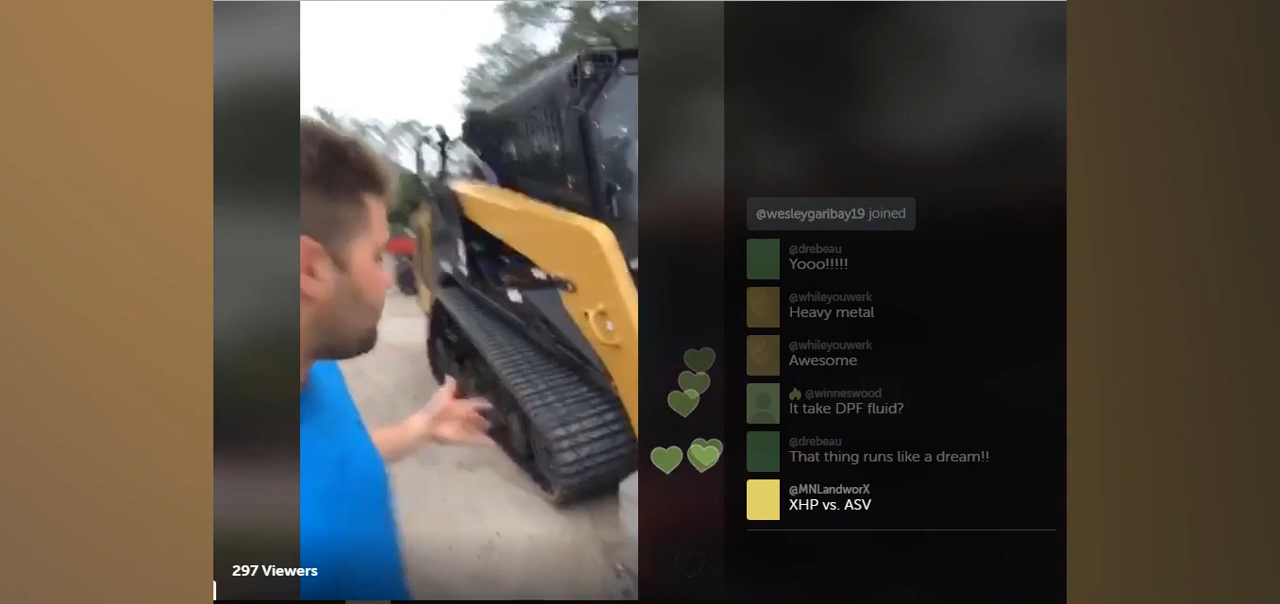 @wesleygaribay19 joined
@drebeau
Yooo!!!!!
@whileyouwerk
Heavy metal
@whileyouwerk
Awesome
@winneswood
It take DPF fluid?
@drebeau
That thing runs like a dream!!
@MNLandworX
XHP vs. ASV
297 Viewers